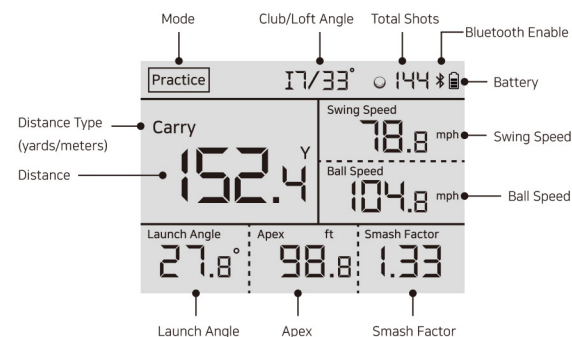 Mode
Club/Loft Angle
Total Shots
Bluetooth Enable
Practice
I7/33°
144
Battery
Distance Type
(yards/meters)
Carry
Y
152.4
Distance
Swing Speed
78.8 mph
Swing Speed
Ball Speed
104.8 mph
Ball Speed
Launch Angle
27.8°
Apex ft
98.8
Smash Factor
1.33
Launch Angle
Apex
Smash Factor